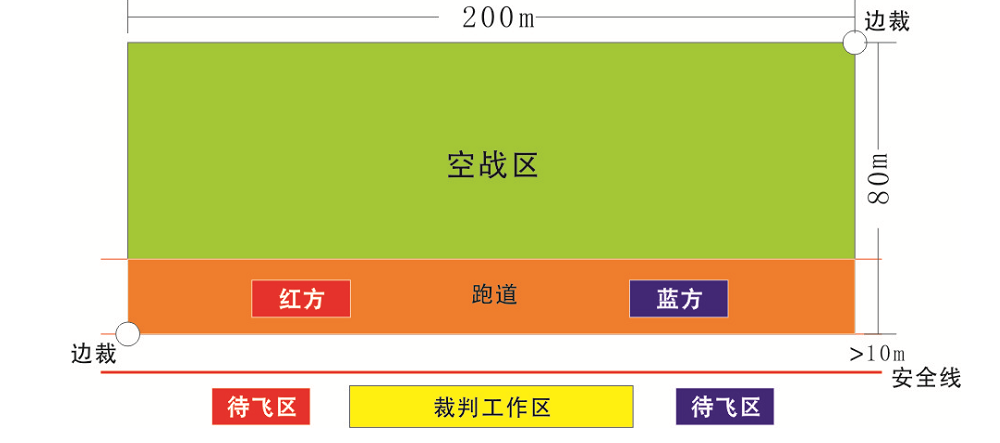 200m
边裁
空战区
80m
红方
跑道
蓝方
边裁
>10m
安全线
待飞区
裁判工作区
待飞区